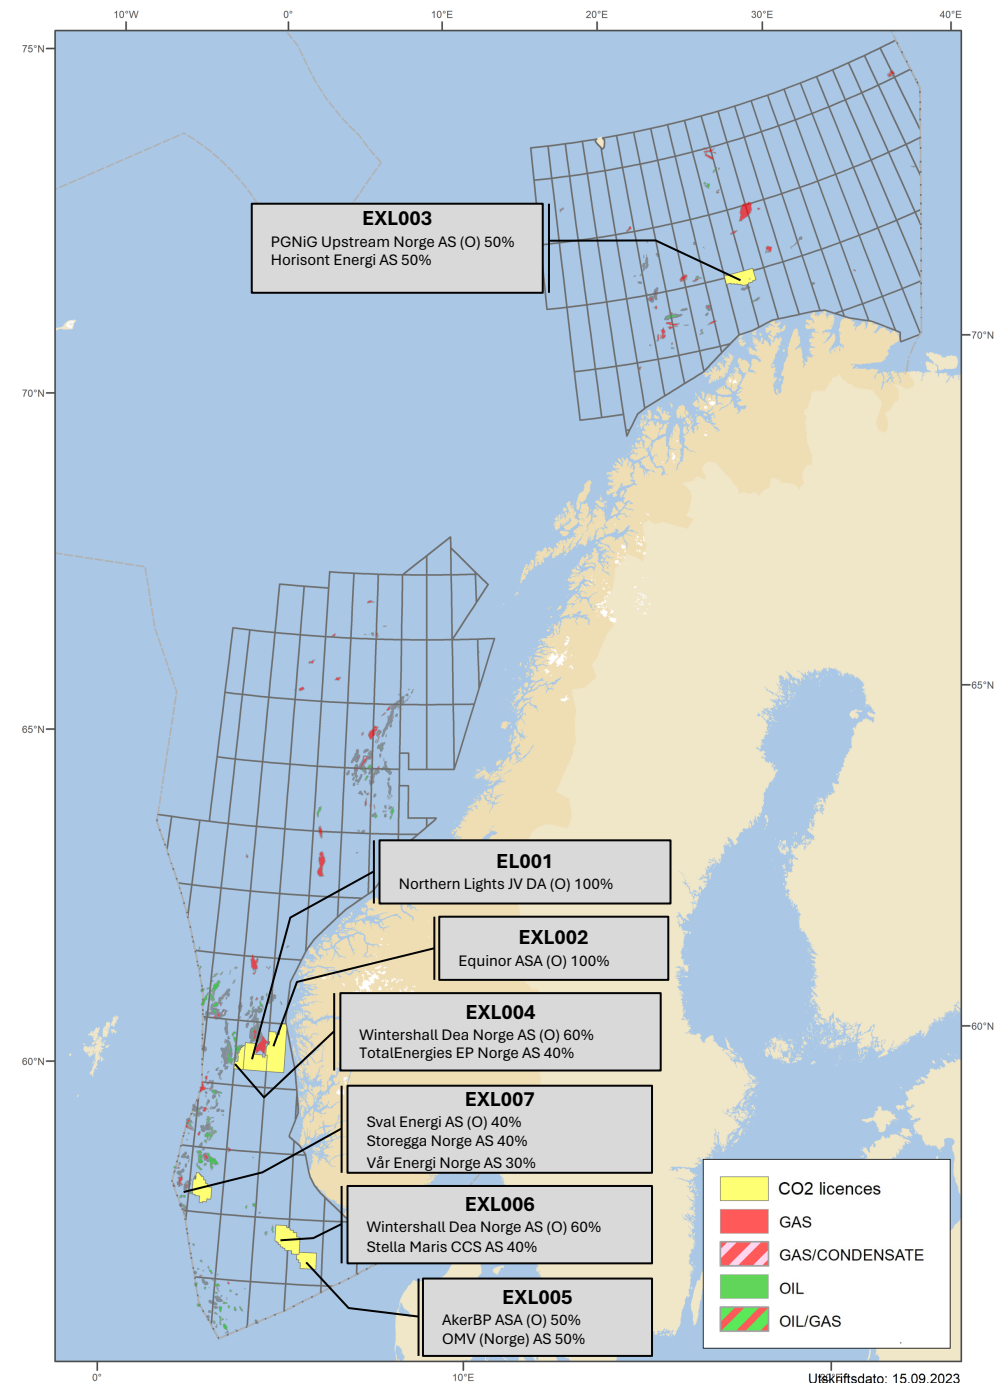 10°W 0° 10°E 20°E 30°E 40°E
75°N
EXL003
PGNiG Upstream Norge AS (O) 50%
Horisont Energi AS 50%
70°N
70°N
65°N
65°N
EL001
Northern Lights JV DA (O) 100%
EXL002
Equinor ASA (O) 100%
EXL004
Wintershall Dea Norge AS (O) 60%
TotalEnergies EP Norge AS 40%
60°E
60°N
EXL007
Sval Energi AS (O) 40%
Storegga Norge AS 40%
Vår Energi Norge AS 30%
EXL006
Wintershall Dea Norge AS (O) 60%
Stella Maris CCS AS 40%
EXL005
AkerBP ASA (O) 50%
OMV (Norge) AS 50%
CO2 licences
GAS
GAS/CONDENSATE
OIL
OIL/GAS
0° 10°E
Utskriftsdato: 15.09.2023